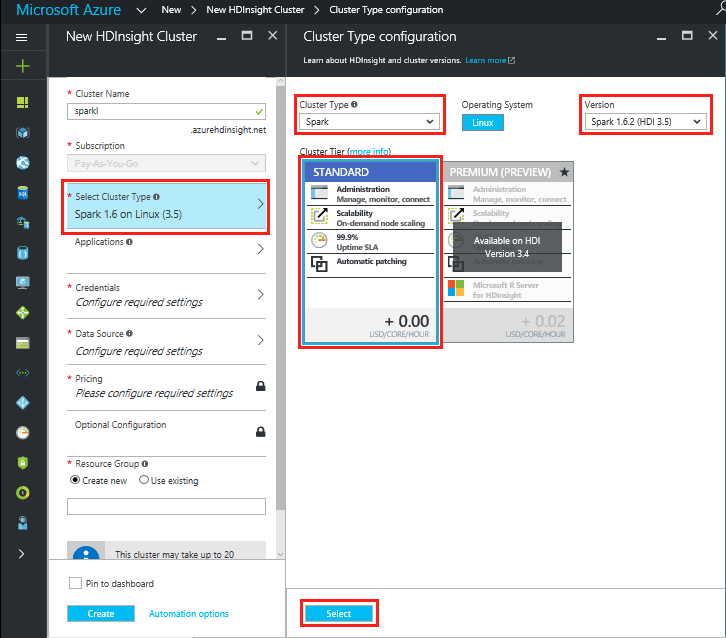 Microsoft Azure New New HDInsight Cluster Cluster Type configuration
New HDInsight Cluster
* Cluster Name
sparkl
.azurehdinsight.net
* Subscription
Pay-As-You-Go
* Select Cluster Type
Spark 1.6 on Linux (3.5)
Applications
* Credentials
Configure required settings
* Data Source
Configure required settings
* Pricing
Please configure required settings
Optional Configuration
* Resource Group
Create new Use existing
This cluster may take up to 20
Pin to dashboard
Create Automation options
Cluster Type configuration
Learn about HDInsight and cluster versions. Learn more
Cluster Type Operating System Version
Spark Linux Spark 1.6.2 (HDI 3.5)
Cluster Tier (more info)
STANDARD
Administration
Manage, monitor, connect
Scalability
On-demand node scaling
99.9%
Uptime SLA
Automatic patching
+ 0.00
USD/CORE/HOUR
PREMIUM (PREVIEW)
Administration
Manage, monitor, connect
Scalability
On-demand node scaling
Available on HDI
Version 3.4
Automatic patching
Microsoft R Server
for HDInsight
+ 0.02
USD/CORE/HOUR
Select